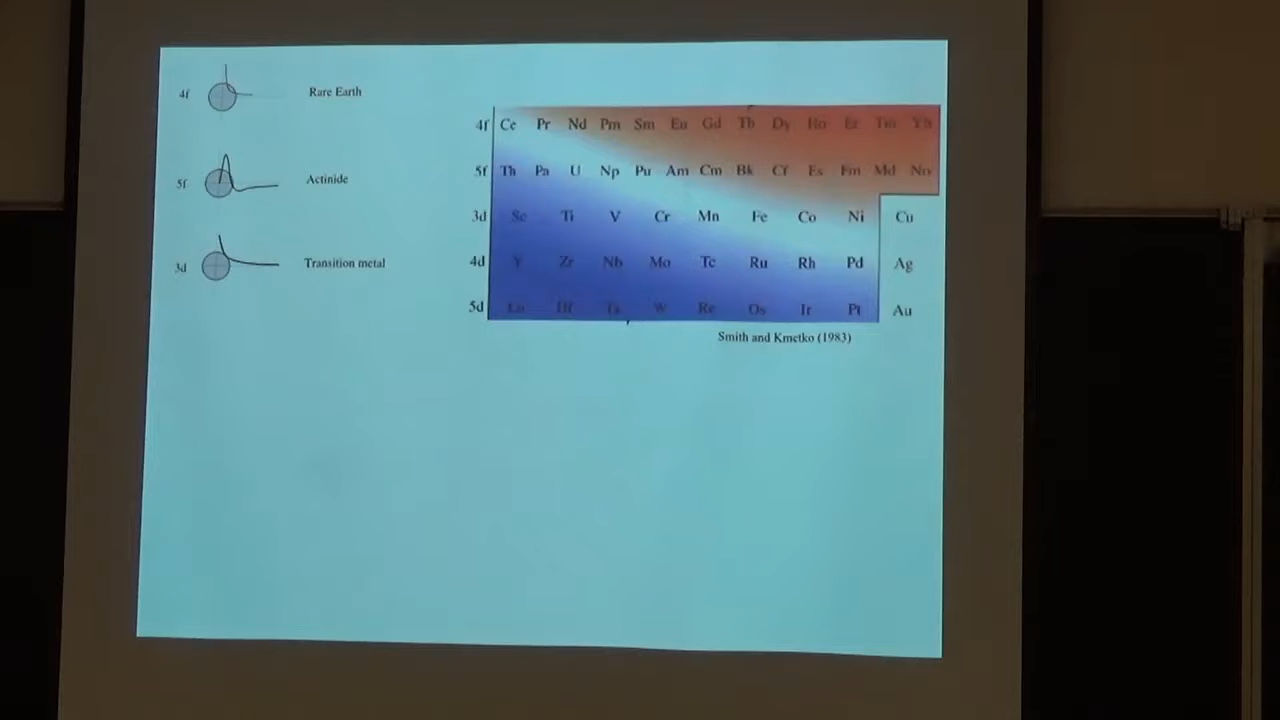 4f Rare Earth
5f Actinide
3d Transition metal
4f Ce Pr Nd Pm Sm Eu Gd Tb Dy Ho Er Tm Yb
5f Th Pa U Np Pu Am Cm Bk Cf Es Fm Md No
3d Sc Ti V Cr Mn Fe Co Ni Cu
4d Y Zr Nb Mo Tc Ru Rh Pd Ag
5d Lu Hf Ta W Re Os Ir Pt Au
Smith and Kmetko (1983)